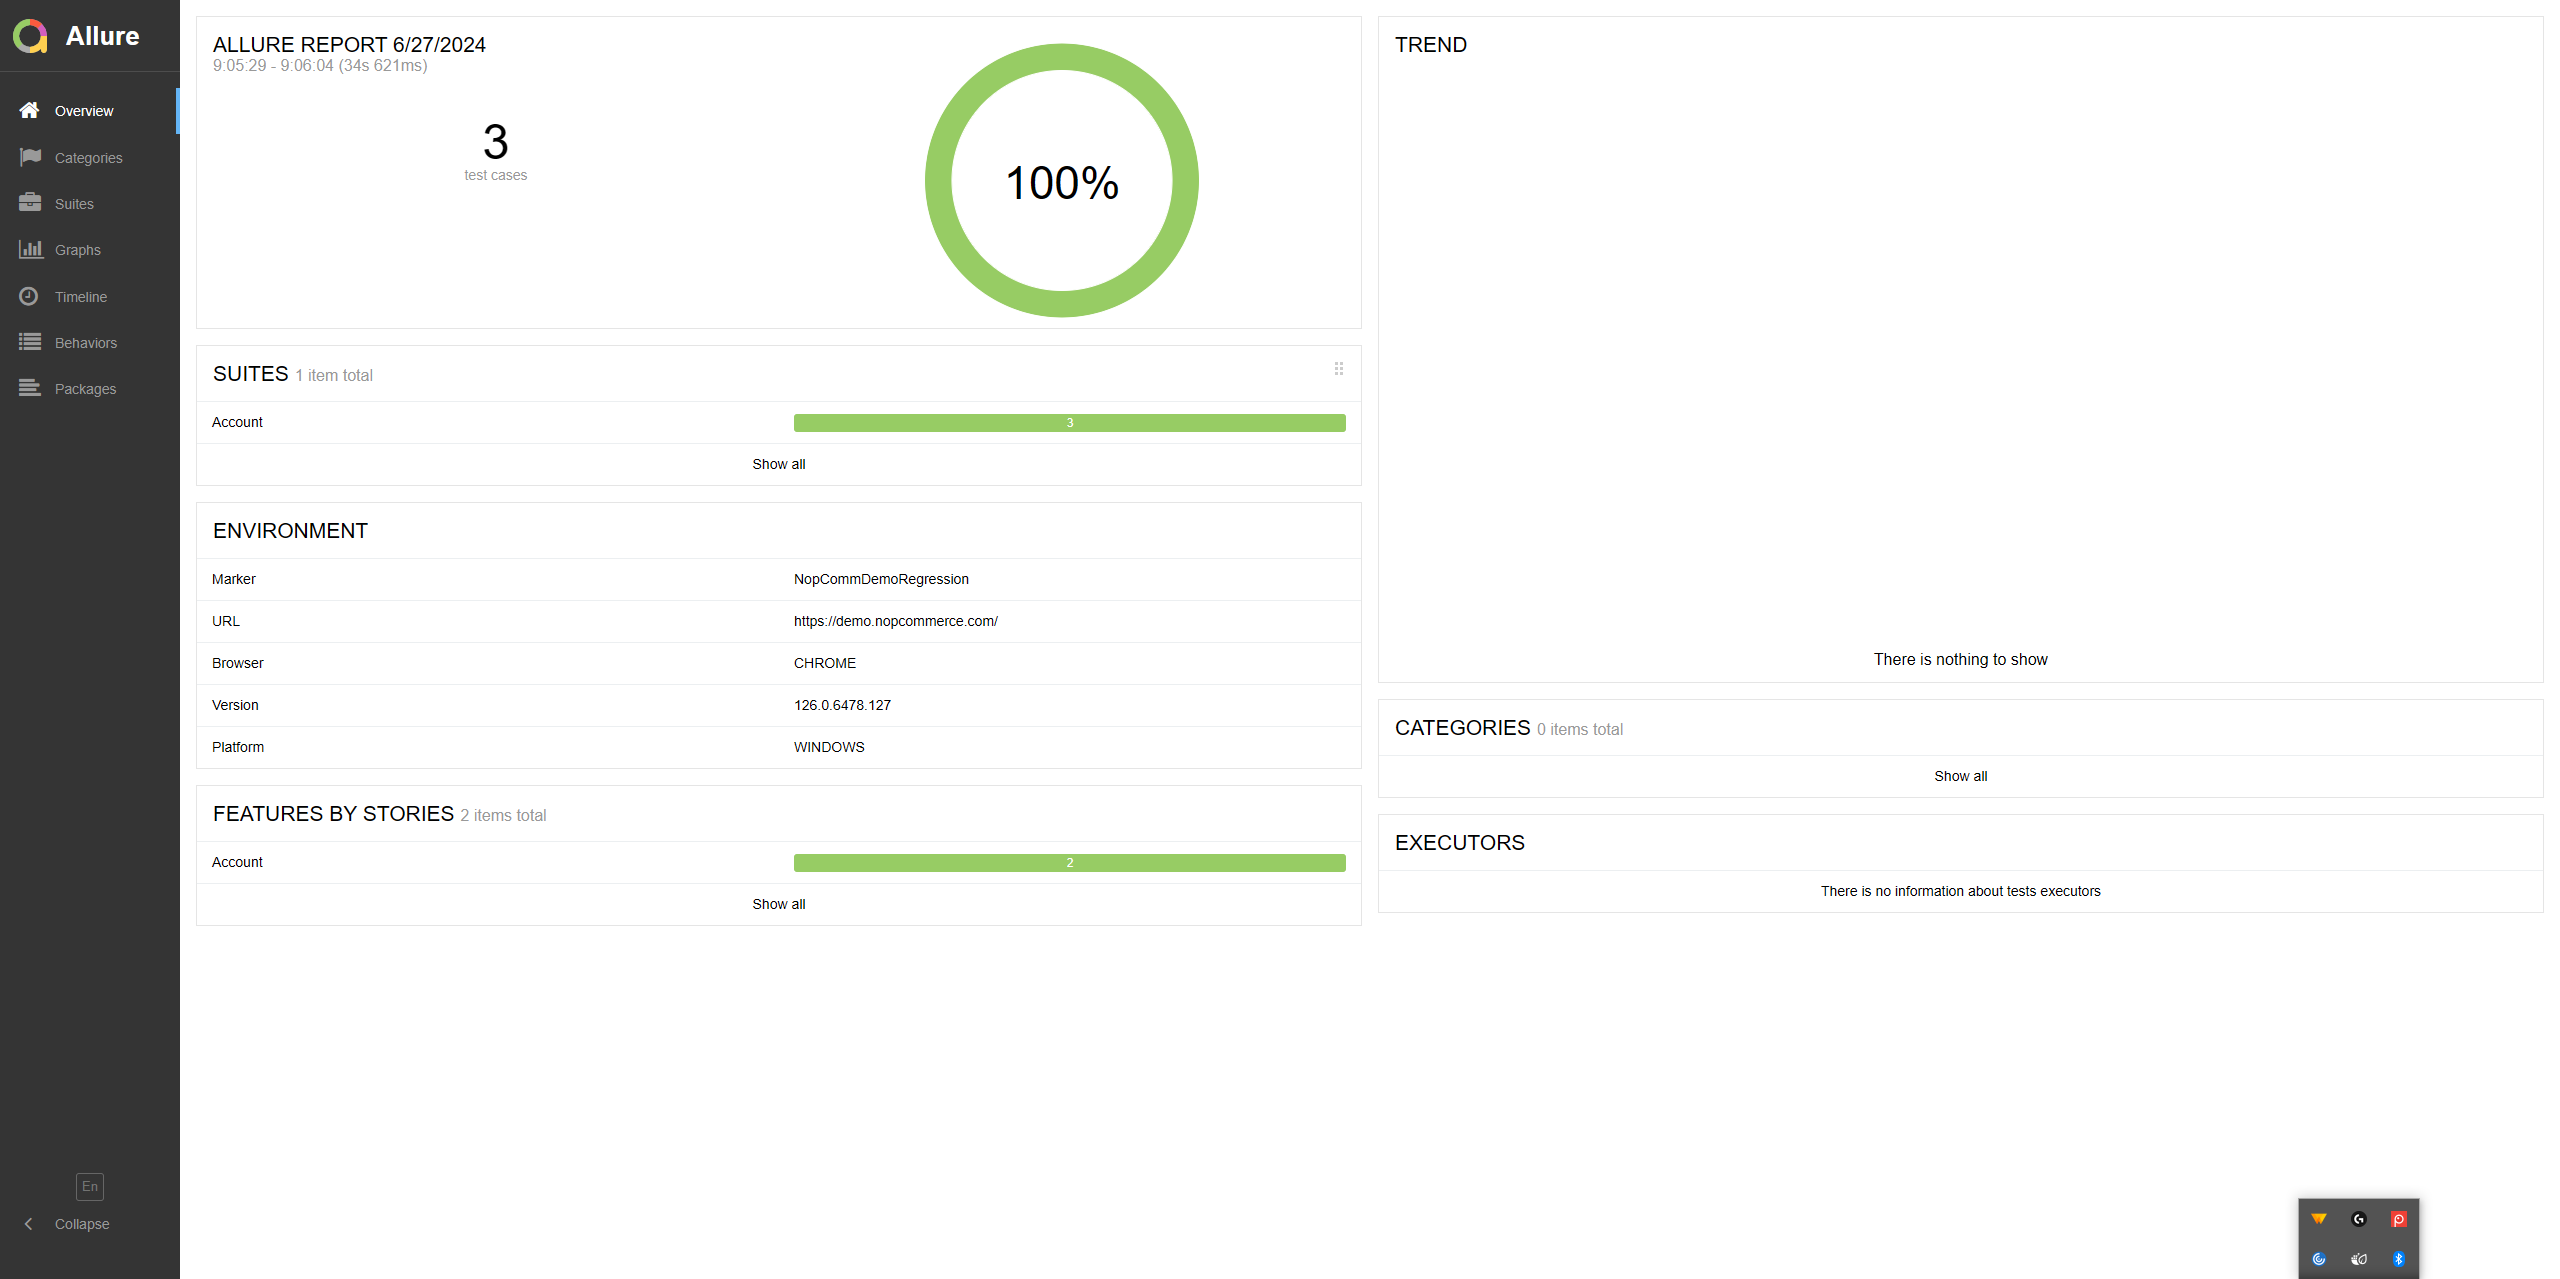 Allure
Overview
Categories
Suites
Graphs
Timeline
Behaviors
Packages
En
Collapse
ALLURE REPORT 6/27/2024
9:05:29 - 9:06:04 (34s 621ms)
3
test cases
100%
SUITES 1 item total
Account 3
Show all
ENVIRONMENT
Marker NopCommDemoRegression
URL https://demo.nopcommerce.com/
Browser CHROME
Version 126.0.6478.127
Platform WINDOWS
FEATURES BY STORIES 2 items total
Account 2
Show all
TREND
There is nothing to show
CATEGORIES 0 items total
Show all
EXECUTORS
There is no information about tests executors